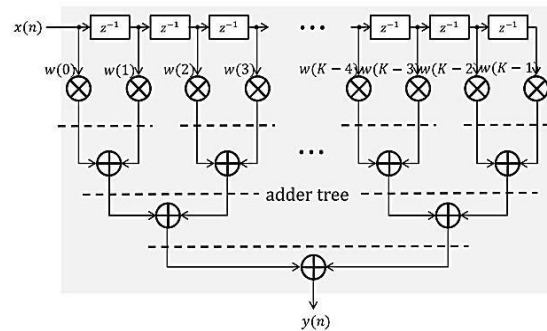 x(n) z⁻¹ z⁻¹ z⁻¹ ... z⁻¹ z⁻¹ z⁻¹
w(0) w(1) w(2) w(3) w(K−4) w(K−3) w(K−2) w(K−1)
...
adder tree
y(n)